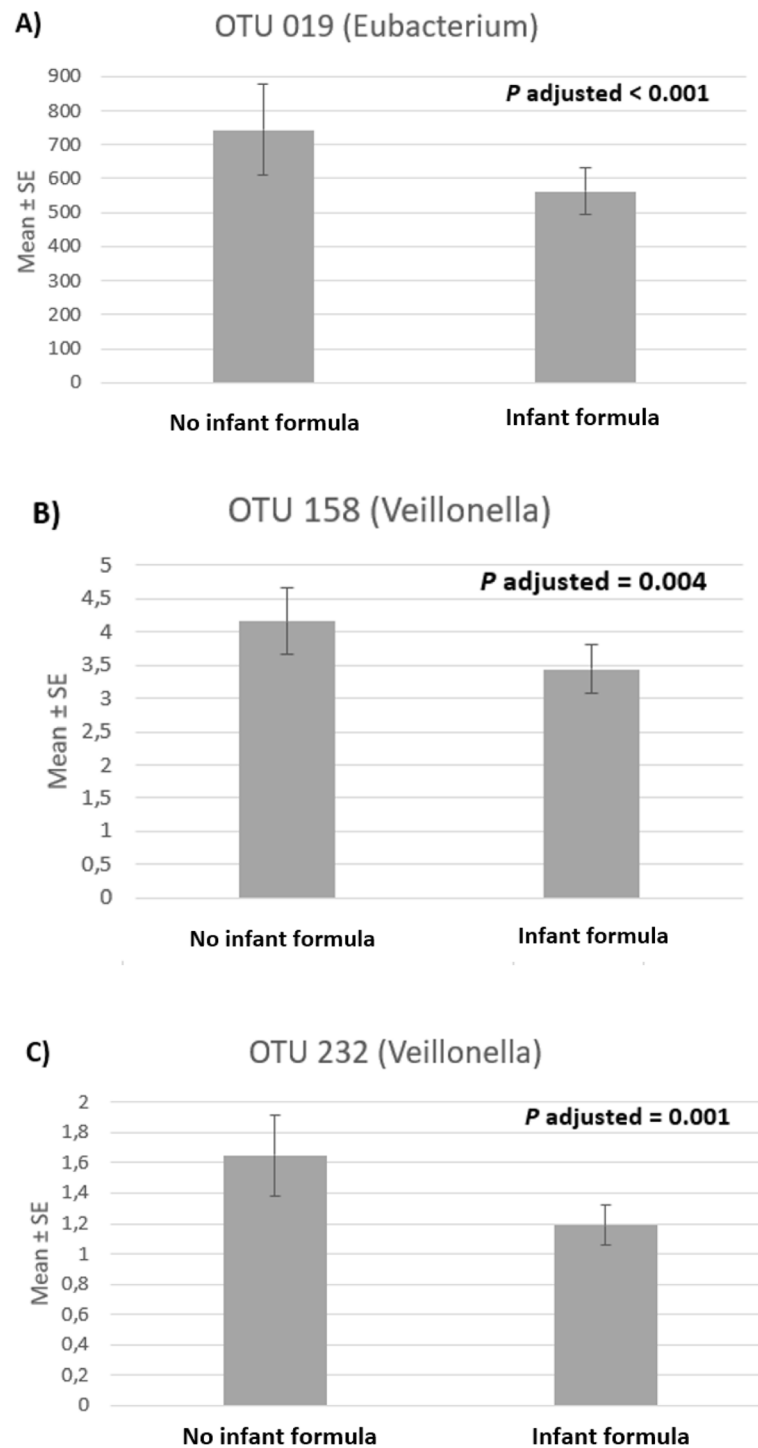 A)
OTU 019 (Eubacterium)
P adjusted < 0.001
Mean ± SE
900
800
700
600
500
400
300
200
100
0
No infant formula
Infant formula
B)
OTU 158 (Veillonella)
P adjusted = 0.004
Mean ± SE
5
4,5
4
3,5
3
2,5
2
1,5
1
0,5
0
No infant formula
Infant formula
C)
OTU 232 (Veillonella)
P adjusted = 0.001
Mean ± SE
2
1,8
1,6
1,4
1,2
1
0,8
0,6
0,4
0,2
0
No infant formula
Infant formula